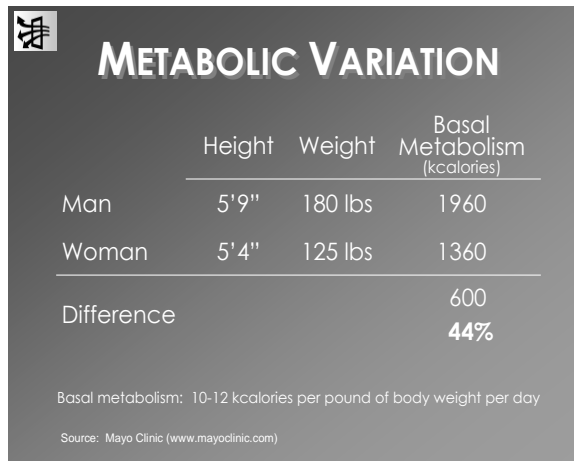 METABOLIC VARIATION
Basal
Height Weight Metabolism
(kcalories)
Man 5'9” 180 lbs 1960
Woman 5'4” 125 lbs 1360
600
Difference
44%
Basal metabolism: 10-12 kcalories per pound of body weight per day
Source: Mayo Clinic (www.mayoclinic.com)